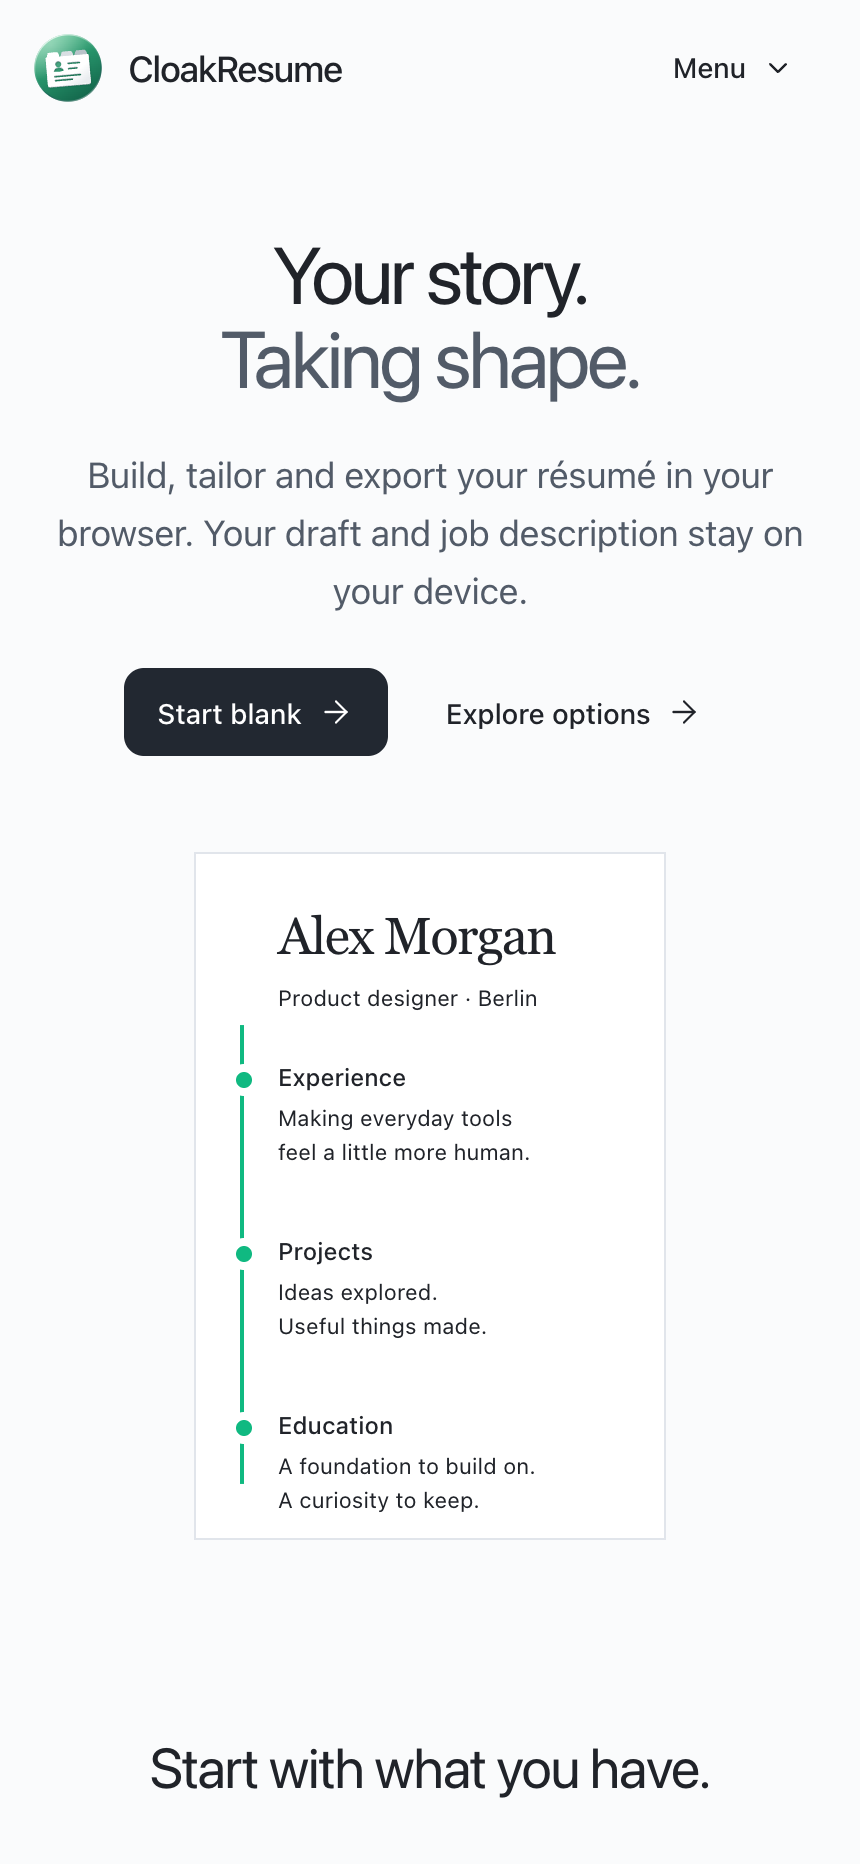 CloakResume
Menu
Your story.
Taking shape.
Build, tailor and export your résumé in your
browser. Your draft and job description stay on
your device.
Start blank
Explore options
Alex Morgan
Product designer · Berlin
Experience
Making everyday tools
feel a little more human.
Projects
Ideas explored.
Useful things made.
Education
A foundation to build on.
A curiosity to keep.
Start with what you have.